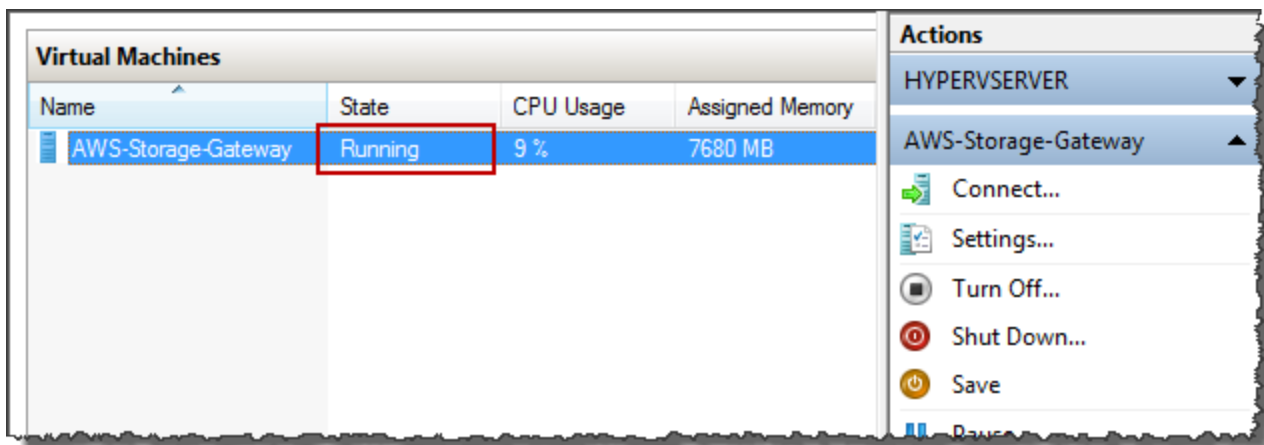 Virtual Machines
Name State CPU Usage Assigned Memory
AWS-Storage-Gateway Running 9 % 7680 MB
Actions
HYPERVSERVER
AWS-Storage-Gateway
Connect...
Settings...
Turn Off...
Shut Down...
Save
Pause